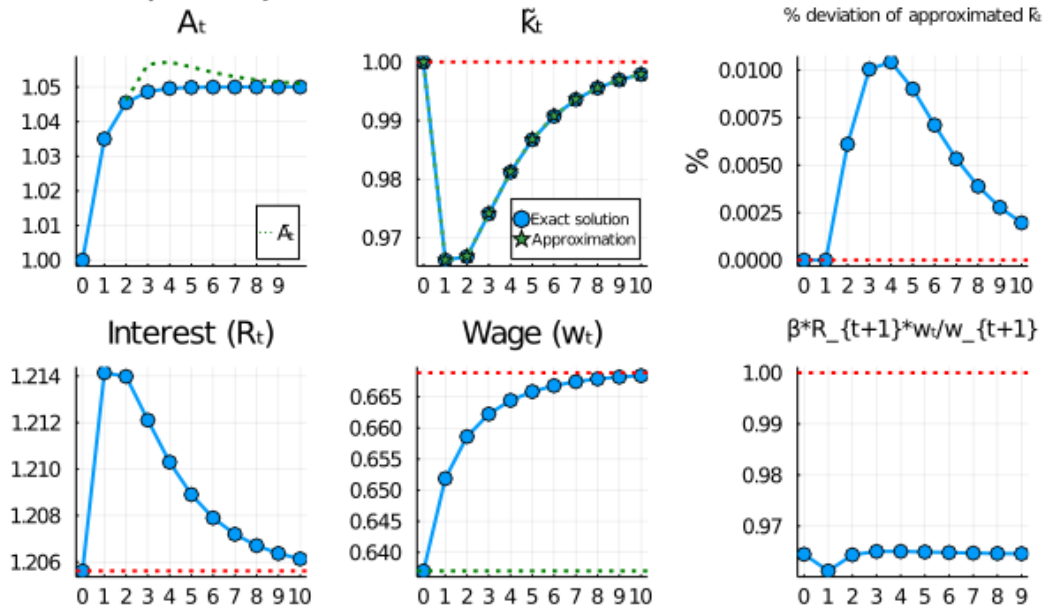 Aₜ
k̃ₜ
% deviation of approximated k̃ₜ
1.05
1.04
1.03
1.02
1.01
1.00
Āₜ
0 1 2 3 4 5 6 7 8 9
1.00
0.99
0.98
0.97
Exact solution
Approximation
0 1 2 3 4 5 6 7 8 9 10
%
0.0100
0.0075
0.0050
0.0025
0.0000
0 1 2 3 4 5 6 7 8 9 10
Interest (Rₜ)
Wage (wₜ)
β*R_{t+1}*wₜ/w_{t+1}
1.214
1.212
1.210
1.208
1.206
0 1 2 3 4 5 6 7 8 9 10
0.665
0.660
0.655
0.650
0.645
0.640
0 1 2 3 4 5 6 7 8 9 10
1.00
0.99
0.98
0.97
0 1 2 3 4 5 6 7 8 9